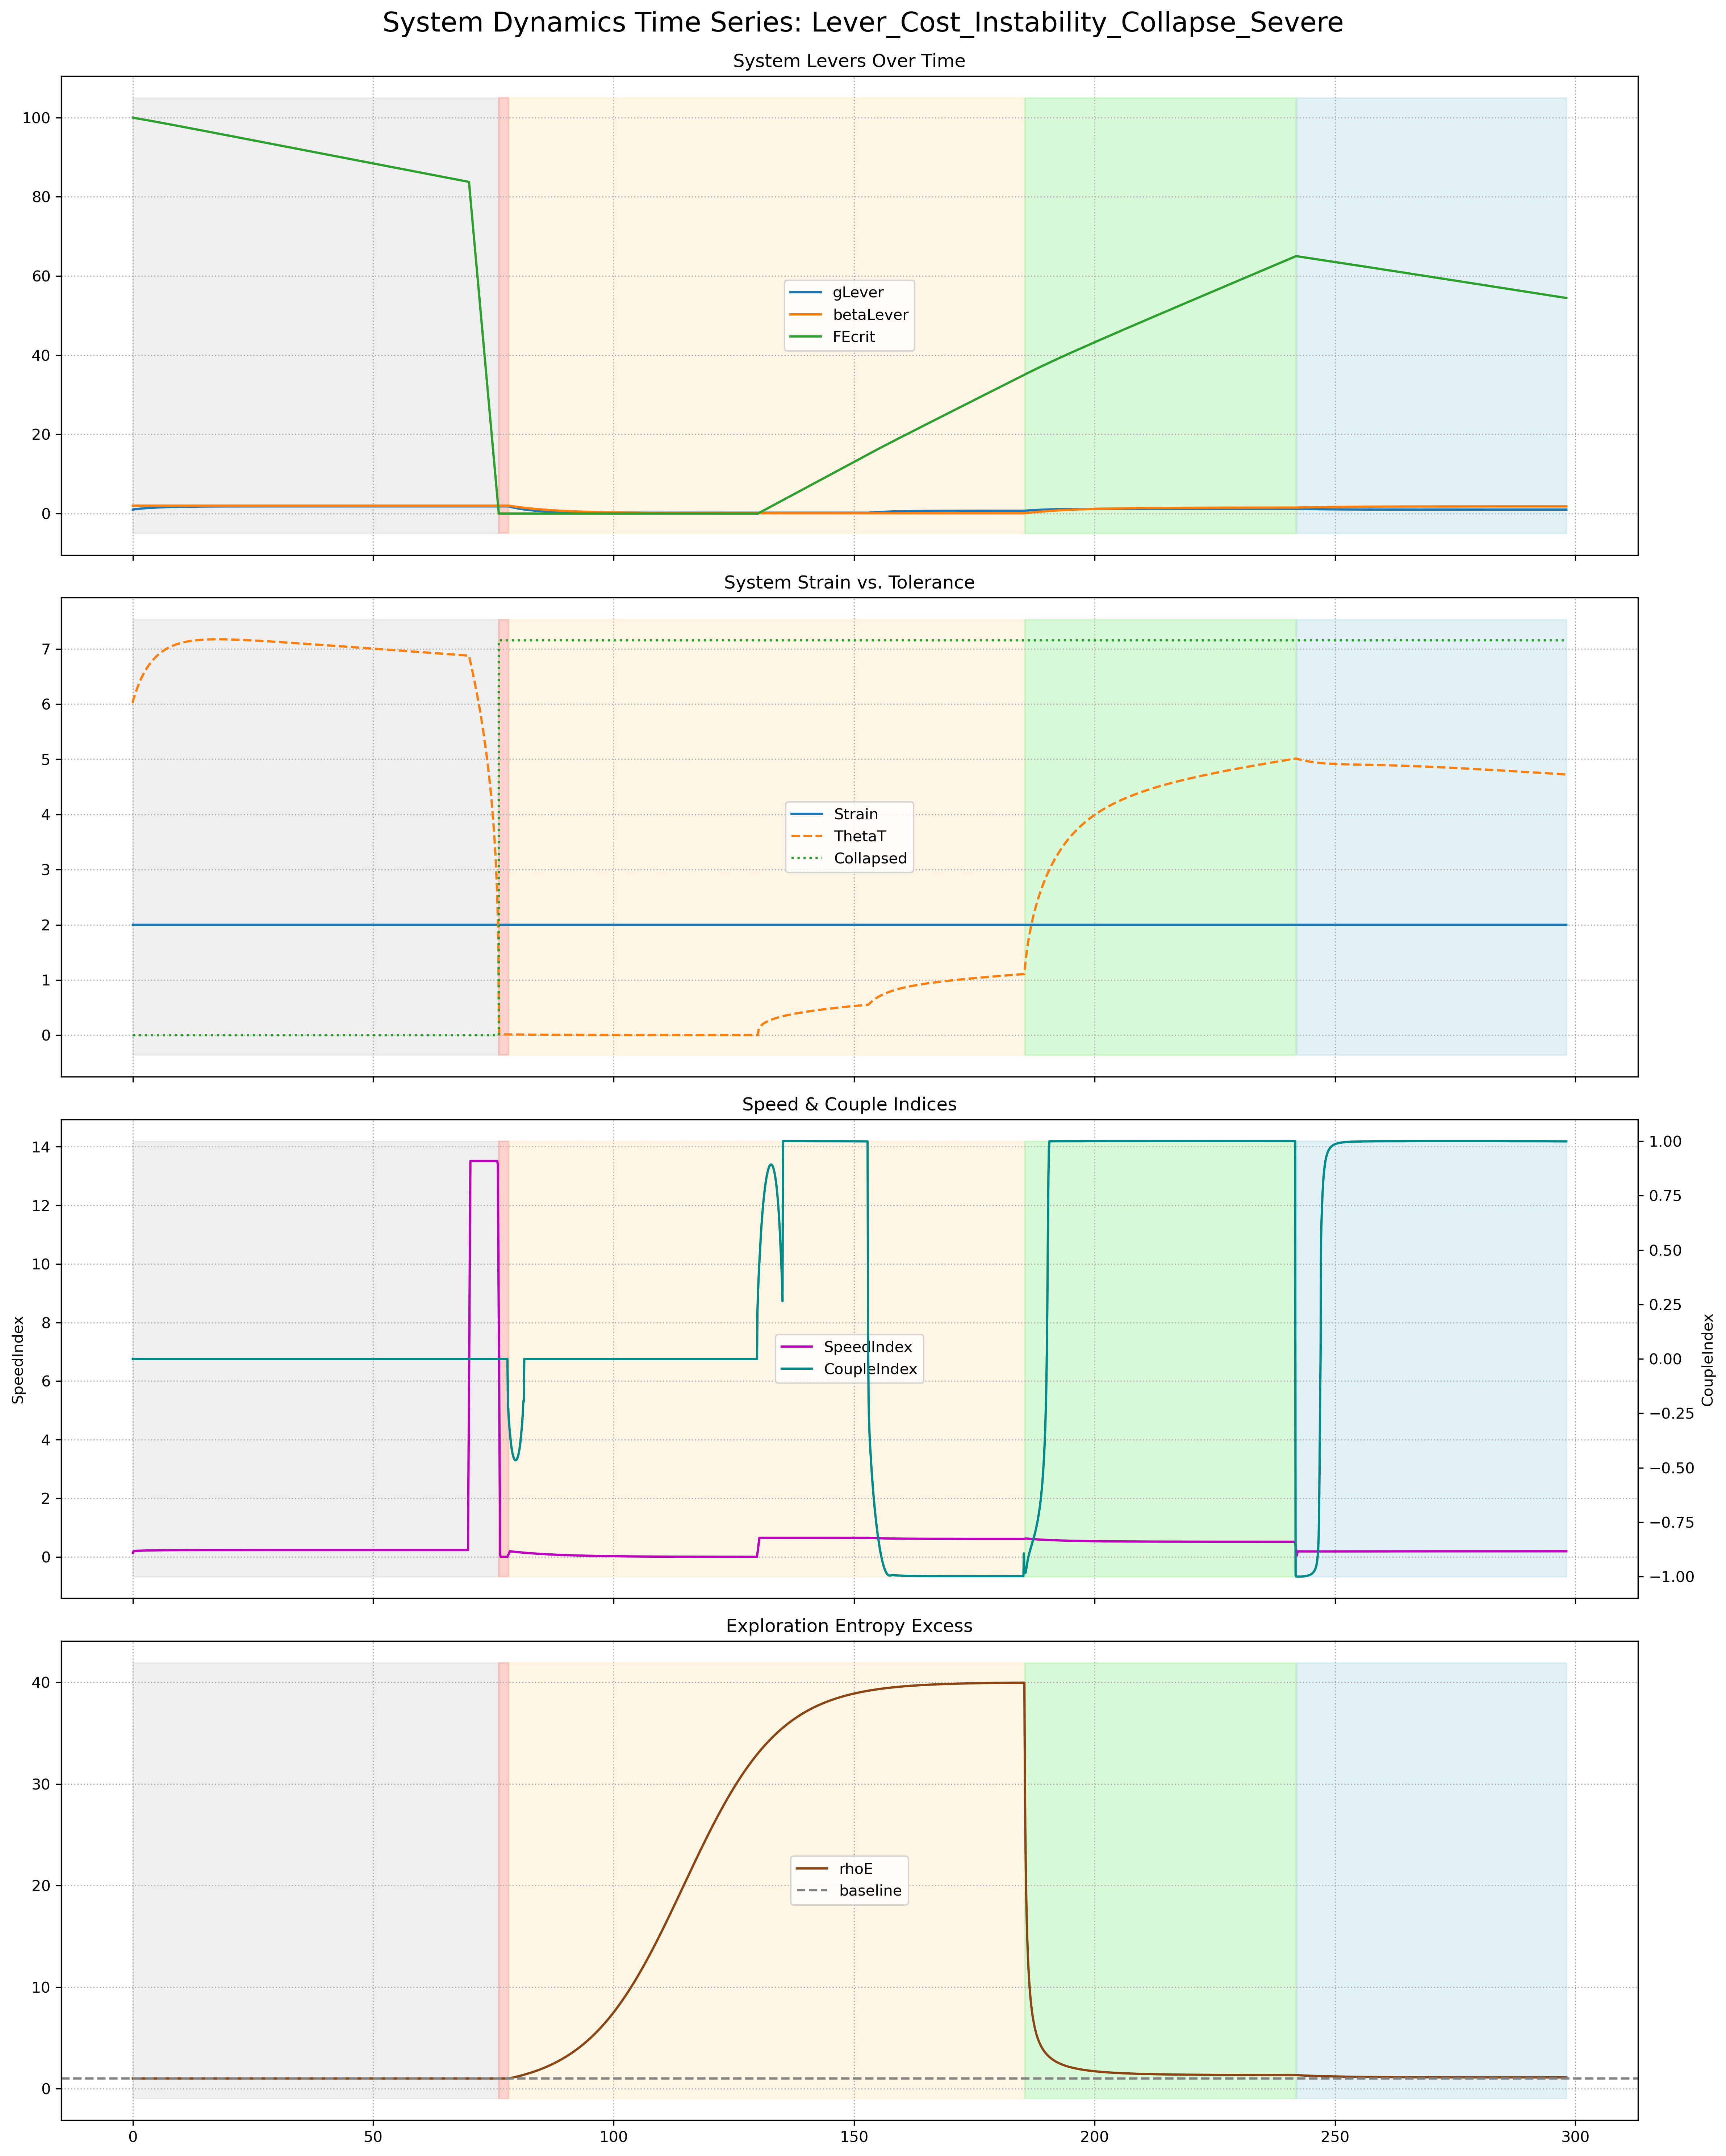 System Dynamics Time Series: Lever_Cost_Instability_Collapse_Severe
System Levers Over Time
100
80
60
40
20
0
gLever
betaLever
FEcrit
System Strain vs. Tolerance
7
6
5
4
3
2
1
0
Strain
ThetaT
Collapsed
Speed & Couple Indices
14
12
10
8
6
4
2
0
SpeedIndex
1.00
0.75
0.50
0.25
0.00
−0.25
−0.50
−0.75
−1.00
CoupleIndex
SpeedIndex
CoupleIndex
Exploration Entropy Excess
40
30
20
10
0
rhoE
baseline
0 50 100 150 200 250 300